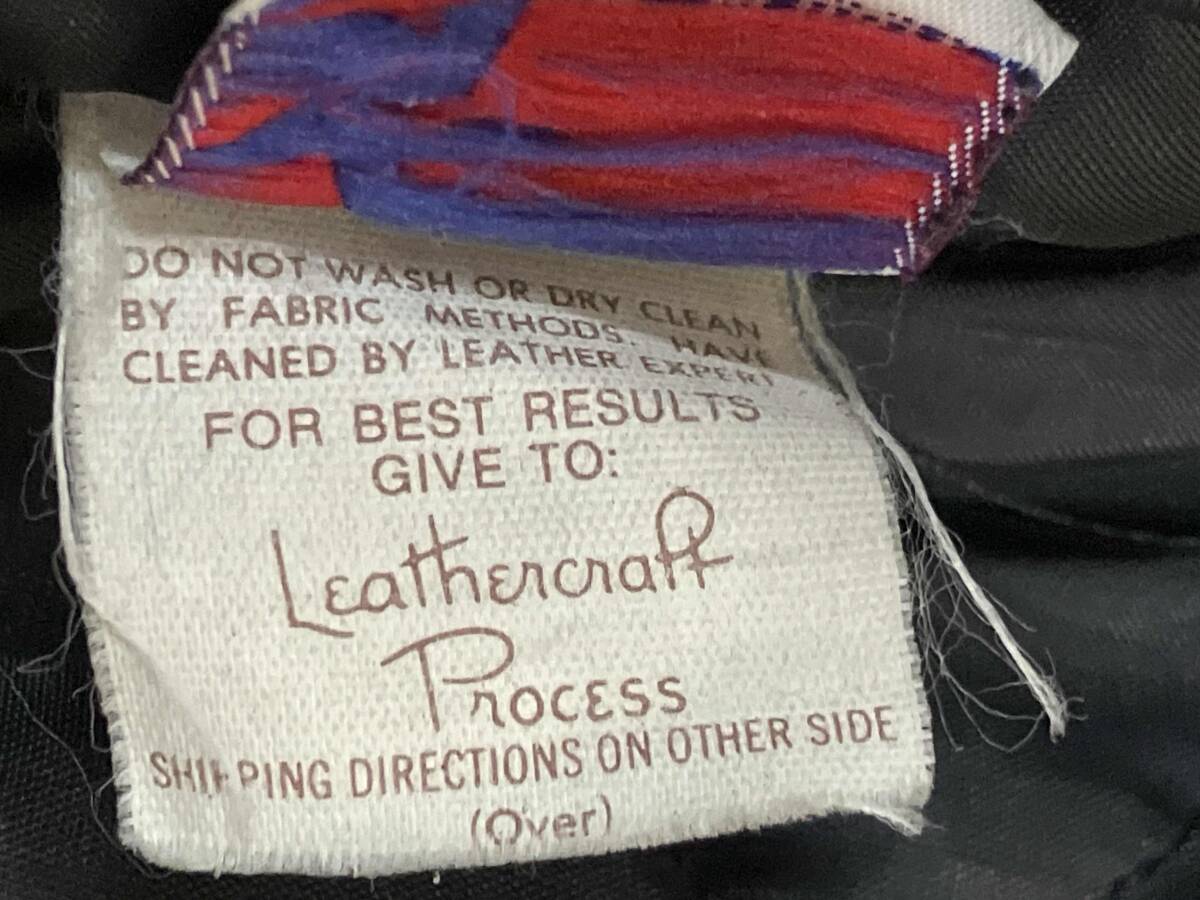 DO NOT WASH OR DRY CLEAN
BY FABRIC METHODS. HAVE
CLEANED BY LEATHER EXPERT
FOR BEST RESULTS
GIVE TO:
Leathercraft
Process
SHIPPING DIRECTIONS ON OTHER SIDE
(Over)